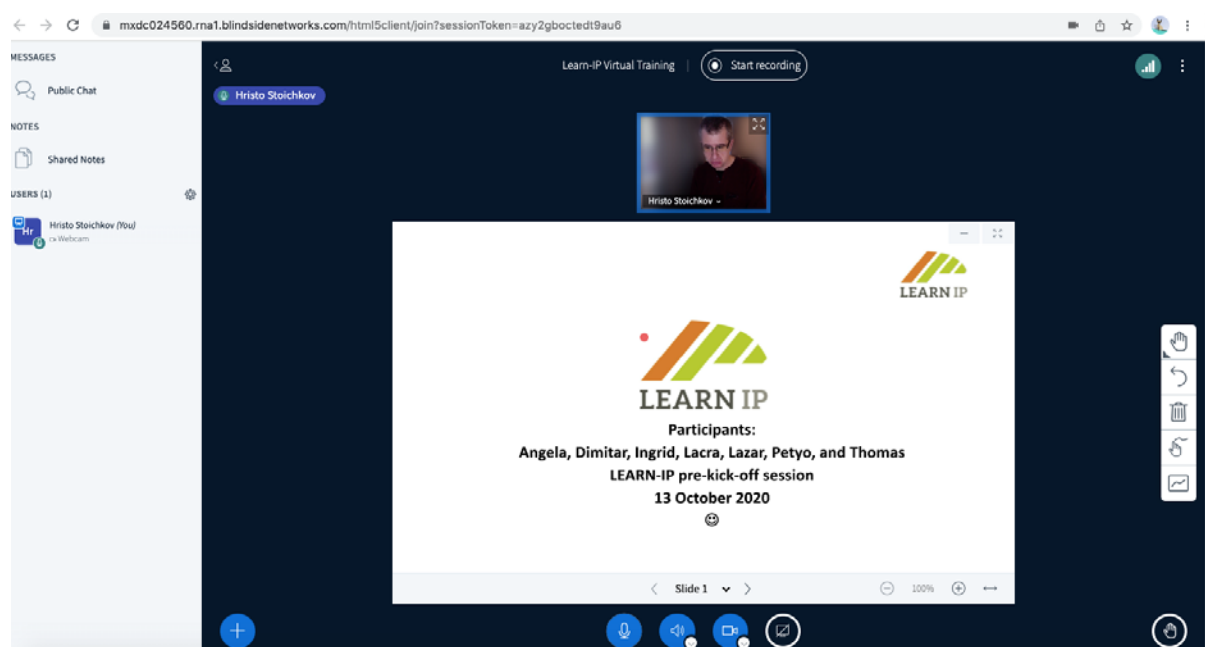 mxdc024560.rna1.blindsidenetworks.com/html5client/join?sessionToken=azy2gboctedt9au6
MESSAGES
Public Chat
NOTES
Shared Notes
USERS (1)
Hr
Hristo Stoichkov (You)
Webcam
Learn-IP Virtual Training | Start recording
Hristo Stoichkov
Hristo Stoichkov
LEARN IP
LEARN IP
Participants:
Angela, Dimitar, Ingrid, Lacra, Lazar, Petyo, and Thomas
LEARN-IP pre-kick-off session
13 October 2020
Slide 1
100%